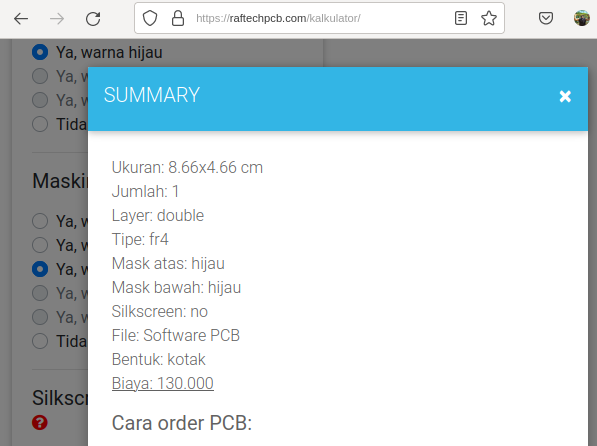 https://raftechpcb.com/kalkulator/
Ya, warna hijau
Ya, w
Ya, w
Tida
SUMMARY
×
Ukuran: 8.66x4.66 cm
Jumlah: 1
Layer: double
Tipe: fr4
Mask atas: hijau
Mask bawah: hijau
Silkscreen: no
File: Software PCB
Bentuk: kotak
Biaya: 130.000
Cara order PCB:
Maski
Ya, w
Ya, w
Ya, w
Ya, w
Ya, w
Tida
Silkscr
?